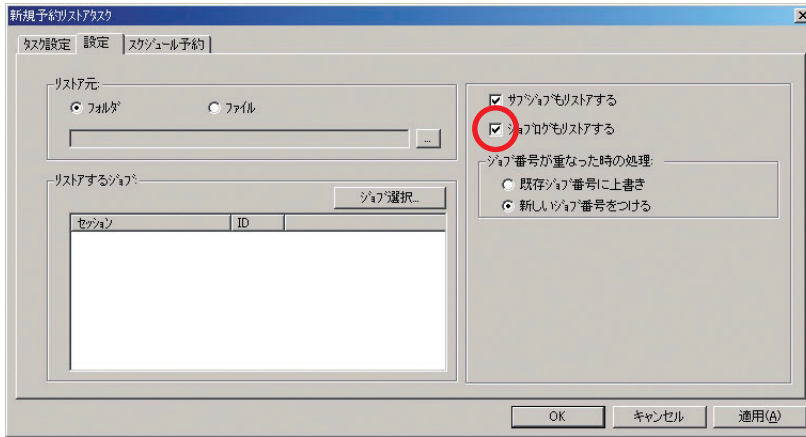 新規予約リストアタスク
タスク設定
設定
スケジュール予約
リストア元:
フォルダ
ファイル
...
リストアするジョブ:
ジョブ選択...
セッション
ID
サブジョブもリストアする
ジョブログもリストアする
ジョブ番号が重なった時の処理:
既存ジョブ番号に上書き
新しいジョブ番号をつける
OK
キャンセル
適用(A)